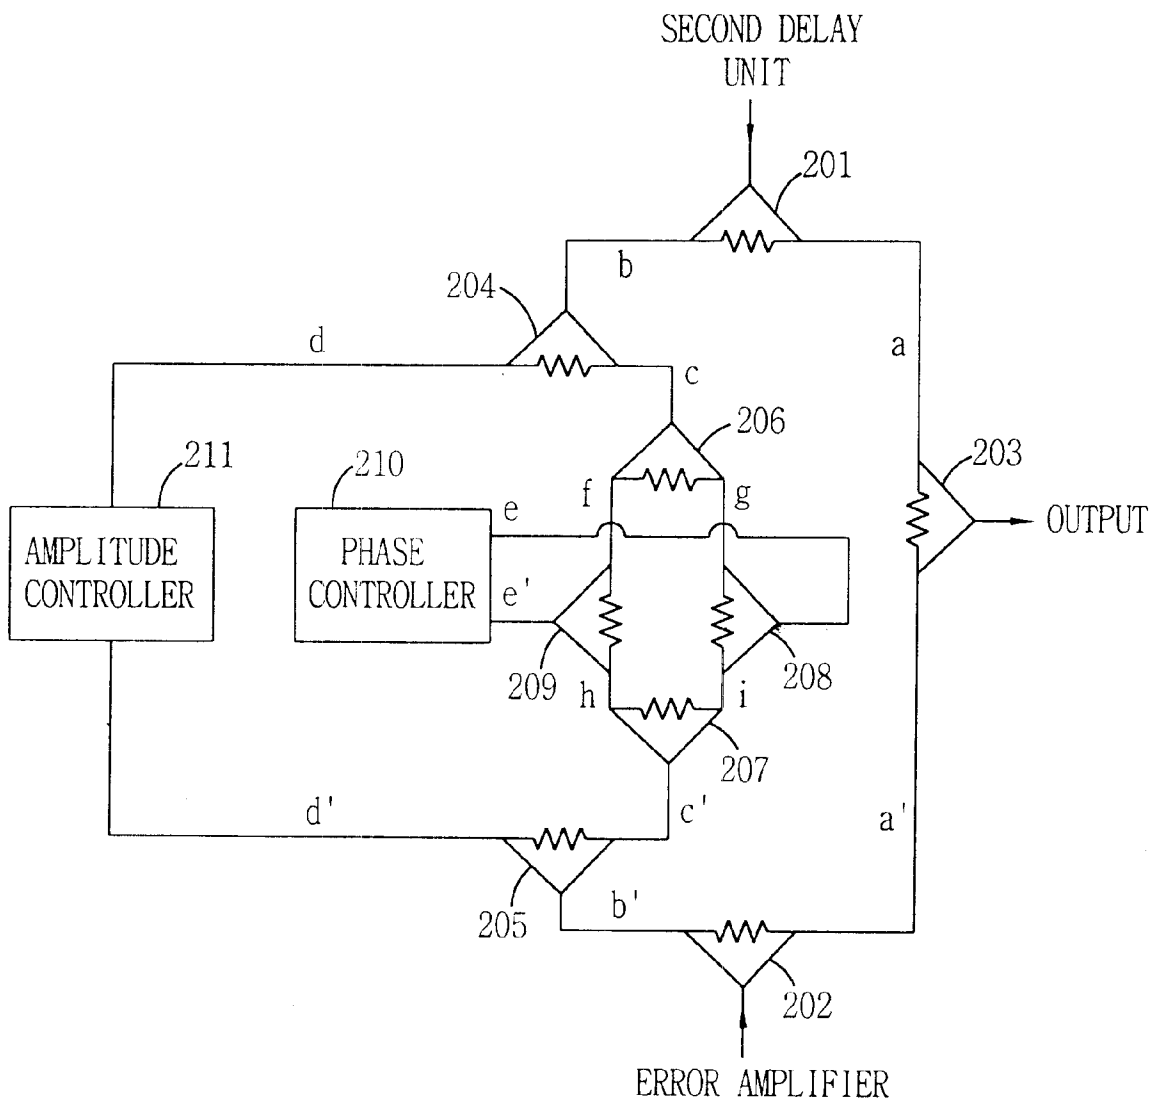 SECOND DELAY
UNIT
201
b
204
d
a
c
206
211
210
203
f
g
e
OUTPUT
AMPLITUDE
CONTROLLER
PHASE
CONTROLLER
e'
209
208
h
i
207
d'
c'
a'
205
b'
202
ERROR AMPLIFIER